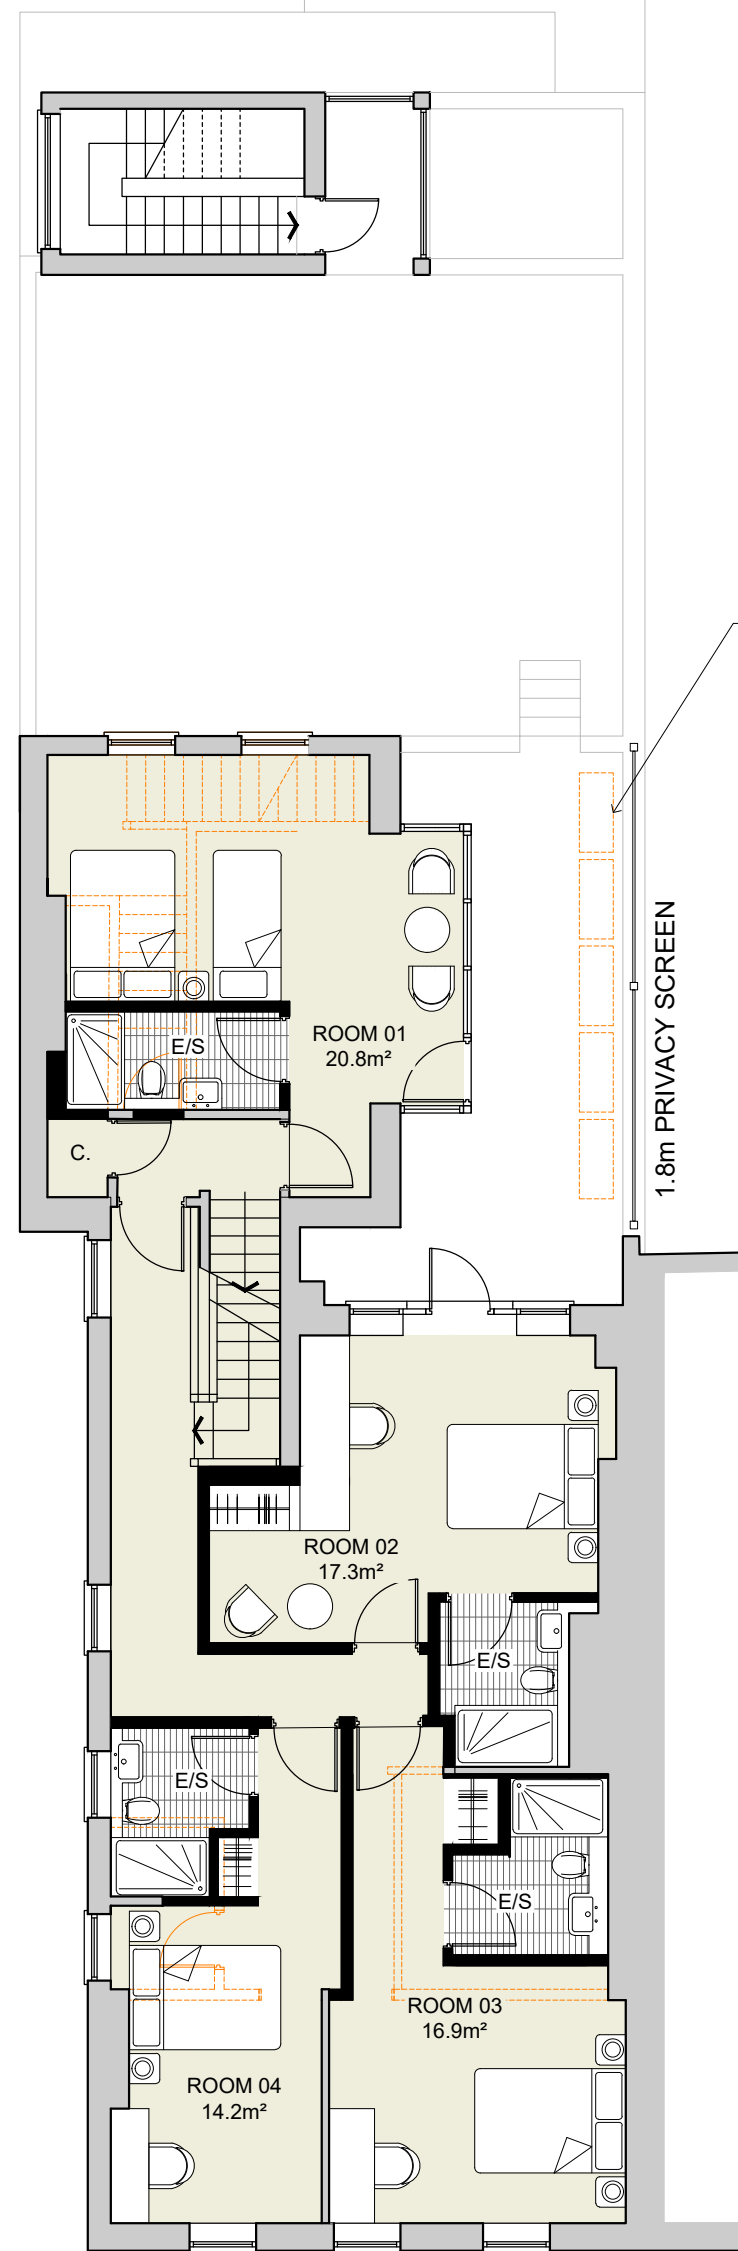 1.8m PRIVACY SCREEN
E/S
ROOM 01
20.8m²
C.
ROOM 02
17.3m²
E/S
E/S
E/S
ROOM 03
16.9m²
ROOM 04
14.2m²